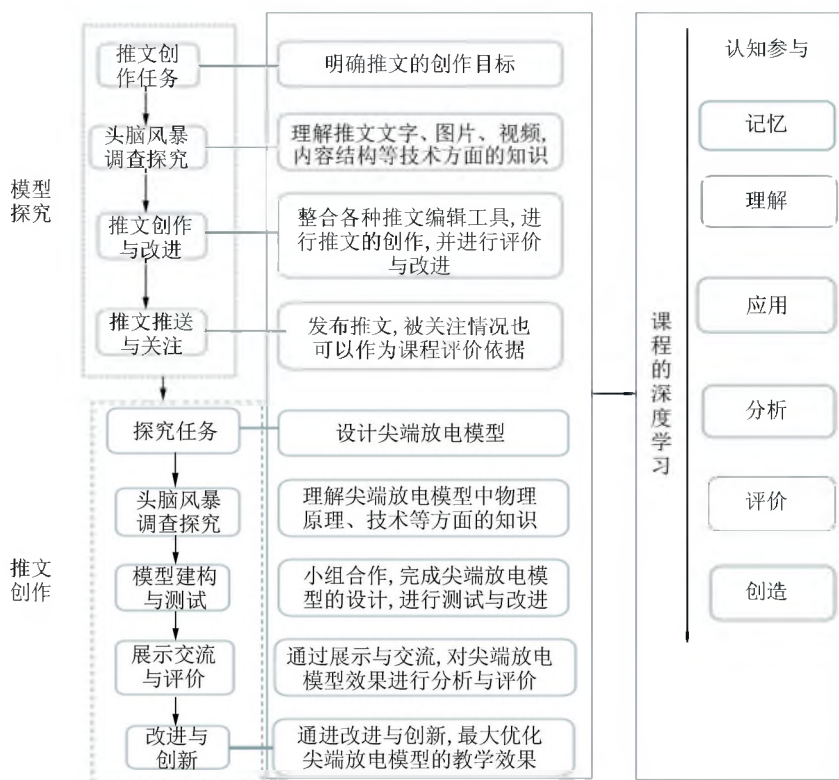 模型
探究
推文创
作任务
明确推文的创作目标
头脑风暴
调查探究
理解推文文字、图片、视频,
内容结构等技术方面的知识
推文创作
与改进
整合各种推文编辑工具, 进
行推文的创作, 并进行评价
与改进
推文推送
与关注
发布推文, 被关注情况也
可以作为课程评价依据
推文
创作
探究任务
设计尖端放电模型
头脑风暴
调查探究
理解尖端放电模型中物理
原理、技术等方面的知识
模型建构
与测试
小组合作, 完成尖端放电模
型的设计, 进行测试与改进
展示交流
与评价
通过展示与交流, 对尖端放电
模型效果进行分析与评价
改进与
创新
通进改进与创新, 最大优化
尖端放电模型的教学效果
课程的深度学习
认知参与
记忆
理解
应用
分析
评价
创造